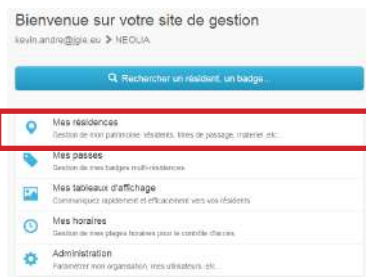 Bienvenue sur votre site de gestion
kevin.andre@jgie.eu > NEOLIA
Rechercher un résident, un badge...
Mes résidences
Gestion de mon patrimoine: résidents, titres de passage, materiel, etc.
Mes passes
Gestion de mes badges multi-résidences
Mes tableaux d'affichage
Communiquez rapidement et efficacement vers vos résidents
Mes horaires
Gestion de mes plages horaires pour le contrôle d'acces
Administration
Paramétrer mon organisation, mes utilisateurs, etc.